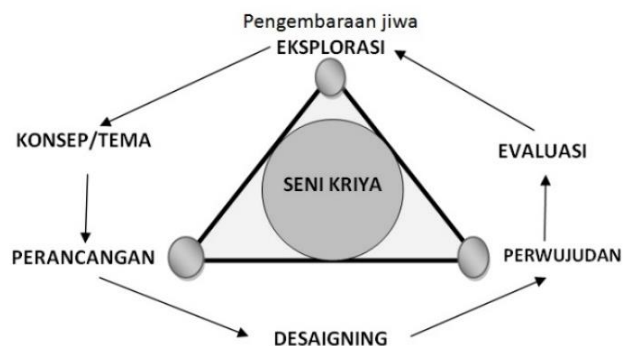 Pengembaraan jiwa
EKSPLORASI
KONSEP/TEMA
EVALUASI
SENI KRIYA
PERANCANGAN
PERWUJUDAN
DESAIGNING